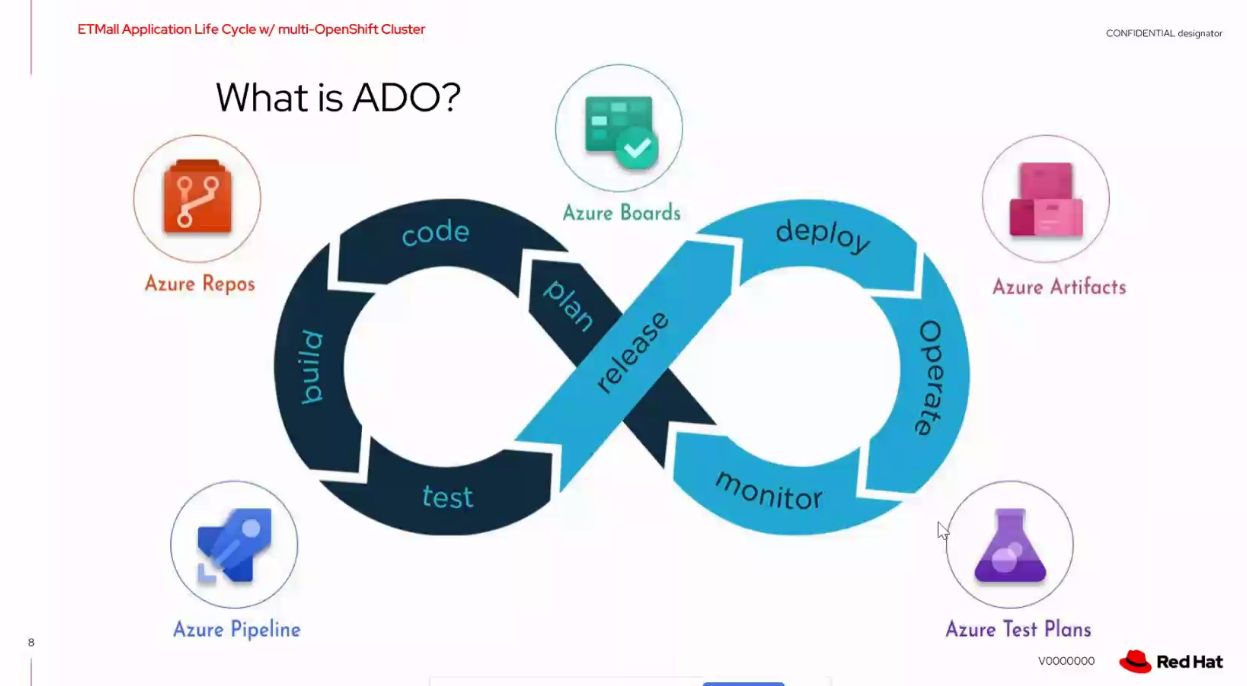 ETMall Application Life Cycle w/ multi-OpenShift Cluster
CONFIDENTIAL designator
What is ADO?
Azure Boards
Azure Repos
Azure Artifacts
code
plan
build
test
release
deploy
Operate
monitor
Azure Pipeline
Azure Test Plans
8
V0000000
Red Hat